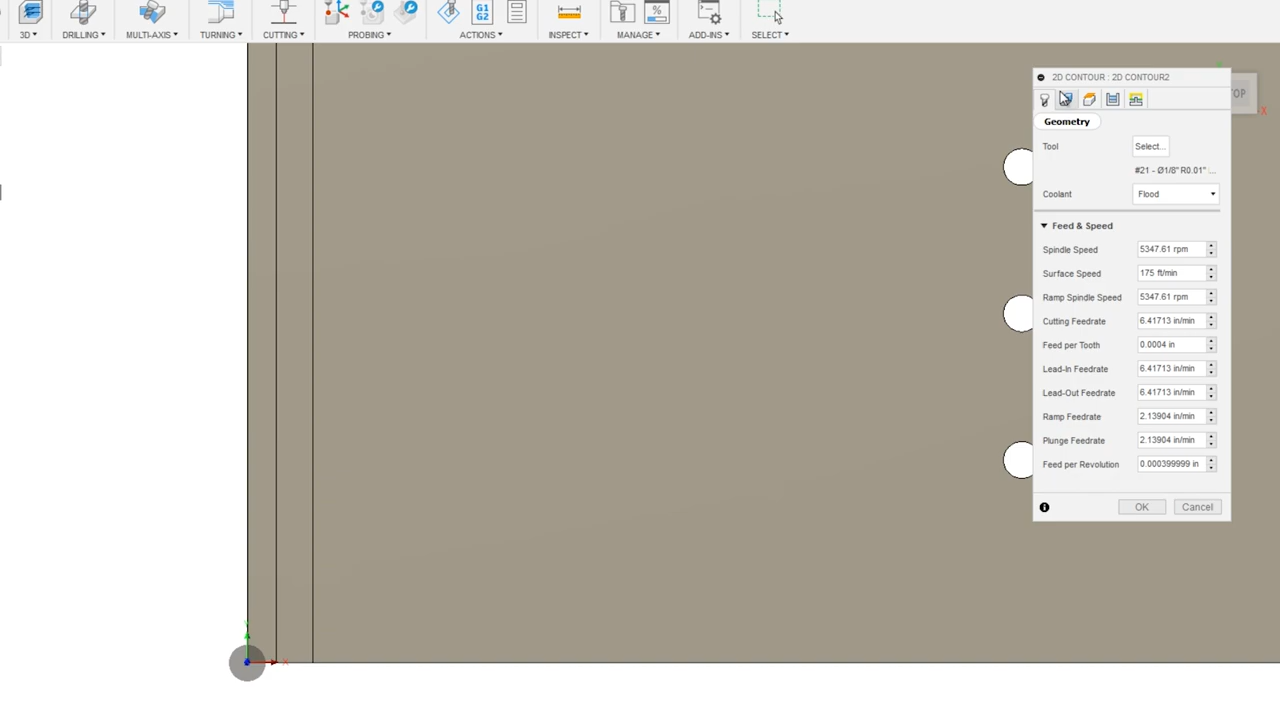 3D ▾ DRILLING ▾ MULTI-AXIS ▾ TURNING ▾ CUTTING ▾ PROBING ▾ ACTIONS ▾ INSPECT ▾ MANAGE ▾ ADD-INS ▾ SELECT ▾
G1
G2
%
2D CONTOUR : 2D CONTOUR2
OP
X
Geometry
Tool Select...
#21 - Ø1/8" R0.01" ...
Coolant Flood
Feed & Speed
Spindle Speed 5347.61 rpm
Surface Speed 175 ft/min
Ramp Spindle Speed 5347.61 rpm
Cutting Feedrate 6.41713 in/min
Feed per Tooth 0.0004 in
Lead-In Feedrate 6.41713 in/min
Lead-Out Feedrate 6.41713 in/min
Ramp Feedrate 2.13904 in/min
Plunge Feedrate 2.13904 in/min
Feed per Revolution 0.000399999 in
OK Cancel
Y
X